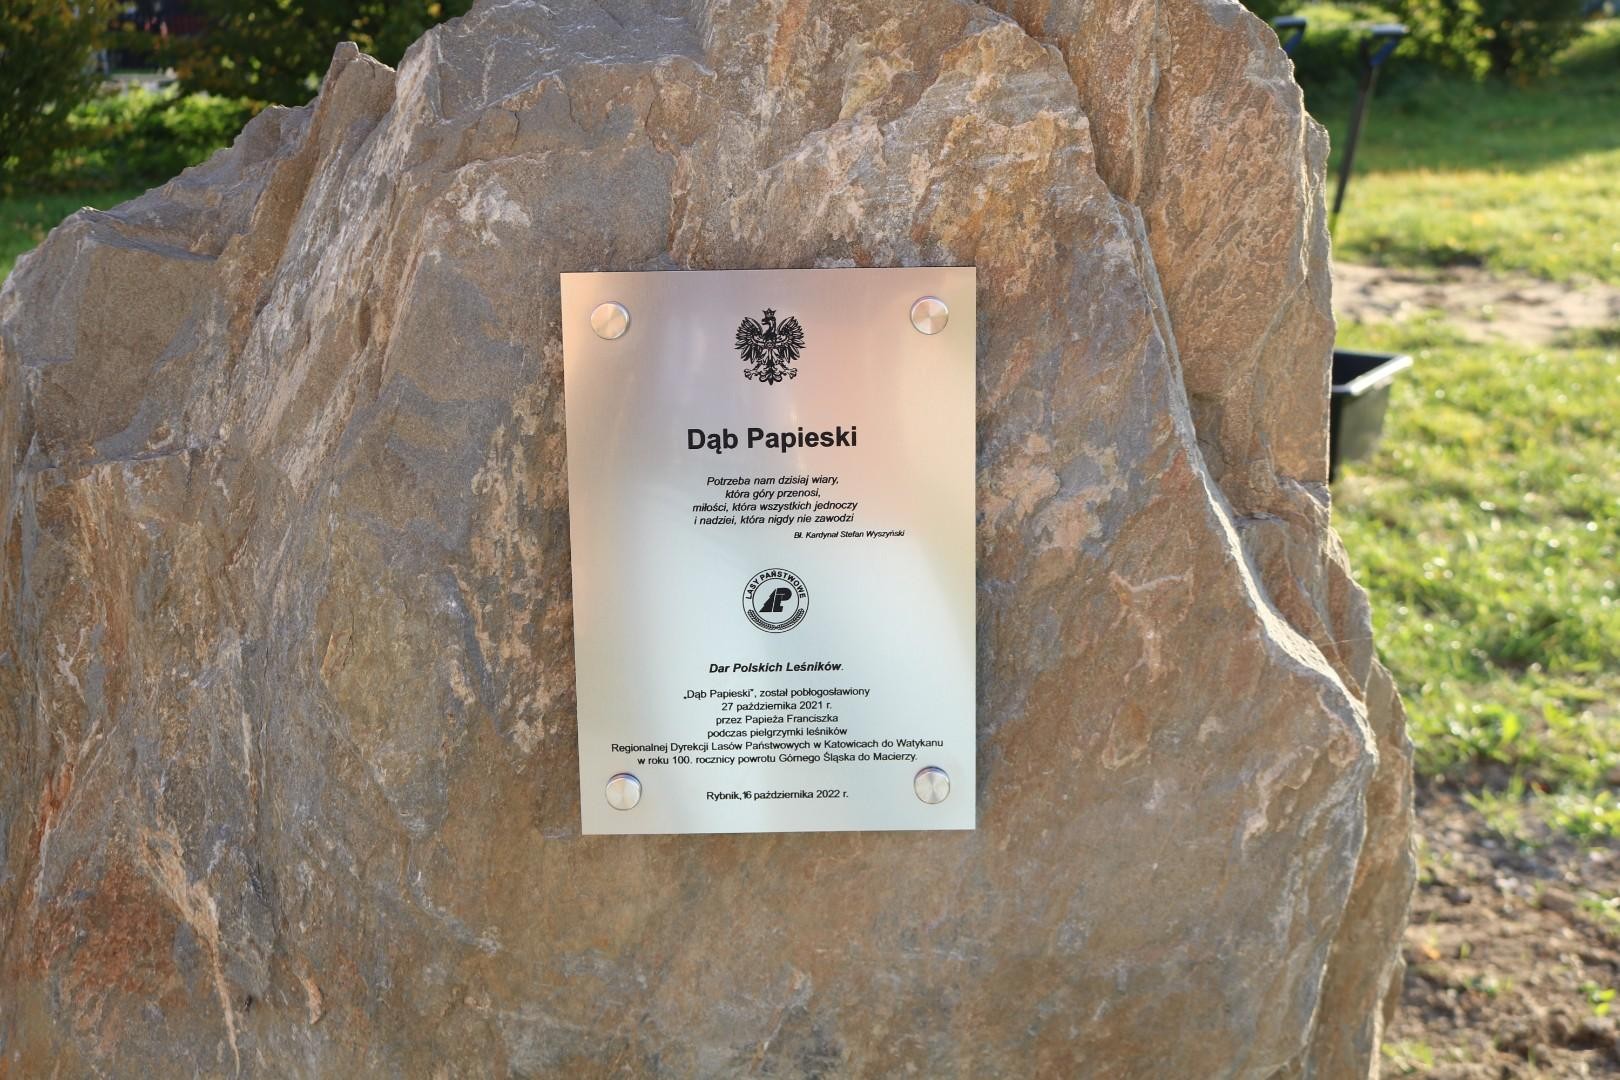 Dąb Papieski
Potrzeba nam dzisiaj wiary,
która góry przenosi,
miłości, która wszystkich jednoczy
i nadziei, która nigdy nie zawodzi
Bł. Kardynał Stefan Wyszyński
LASY PAŃSTWOWE
LP
Dar Polskich Leśników.
„Dąb Papieski”, został pobłogosławiony
27 października 2021 r.
przez Papieża Franciszka
podczas pielgrzymki leśników
Regionalnej Dyrekcji Lasów Państwowych w Katowicach do Watykanu
w roku 100. rocznicy powrotu Górnego Śląska do Macierzy.
Rybnik,16 października 2022 r.